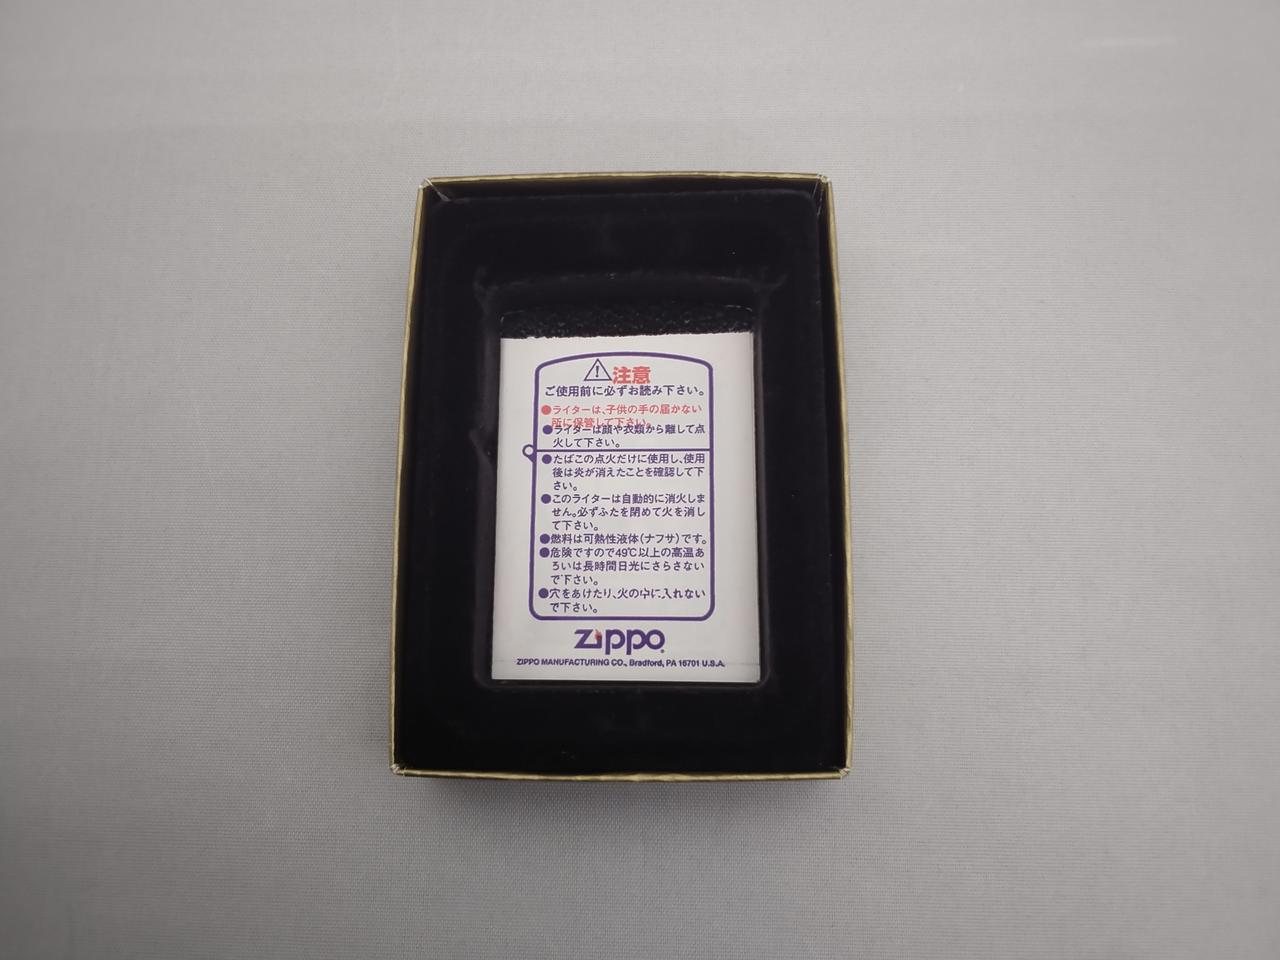 注意
ご使用前に必ずお読み下さい。
●ライターは、子供の手の届かない
所に保管して下さい。
●ライターは顔や衣類から離して点
火して下さい。
●たばこの点火だけに使用し、使用
後は炎が消えたことを確認して下
さい。
●このライターは自動的に消火しま
せん。必ずふたを閉めて火を消し
て下さい。
●燃料は可熱性液体(ナフサ)です。
●危険ですので49℃以上の高温あ
るいは長時間日光にさらさない
で下さい。
●穴をあけたり、火の中に入れない
で下さい。
Zippo
ZIPPO MANUFACTURING CO., Bradford, PA 16701 U.S.A.